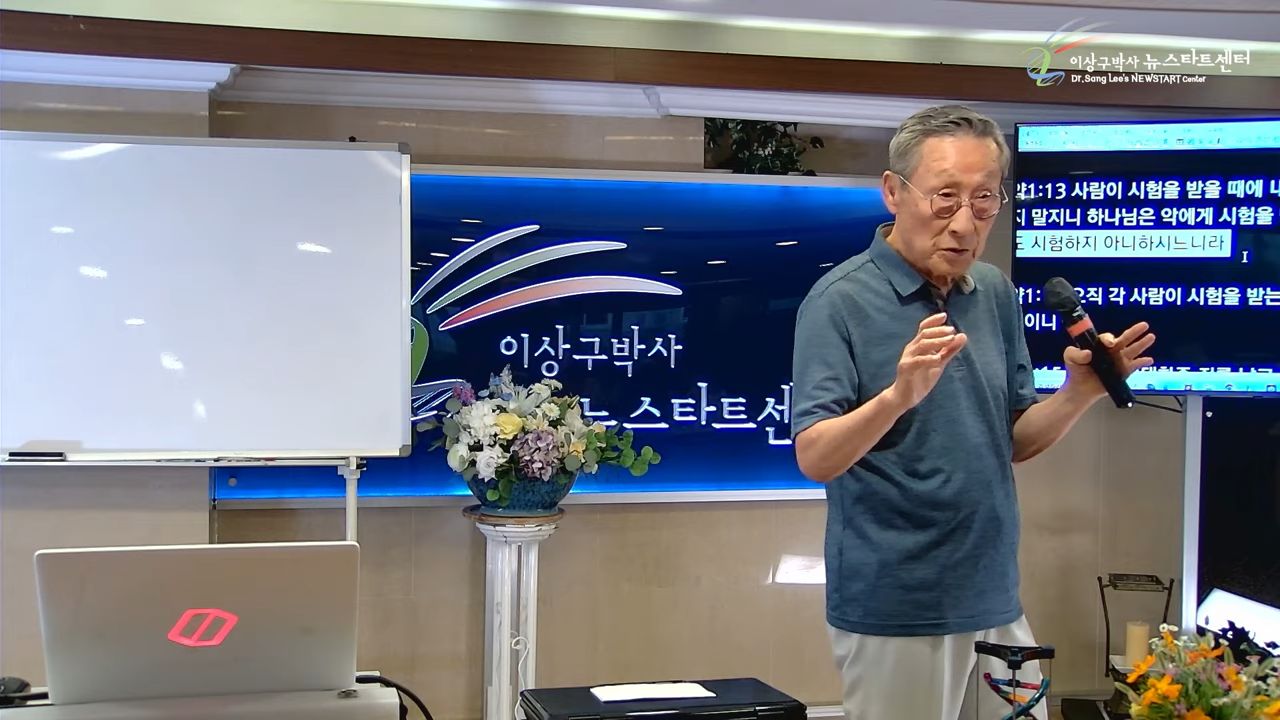 이상구박사 뉴스타트센터
Dr. Sang Lee's NEWSTART Center
이상구박사
뉴스타트센
1:13 사람이 시험을 받을 때에
지 말지니 하나님은 악에게 시험을
도 시험하지 아니하시느니라
오직 각 사람이 시험을 받는
이니